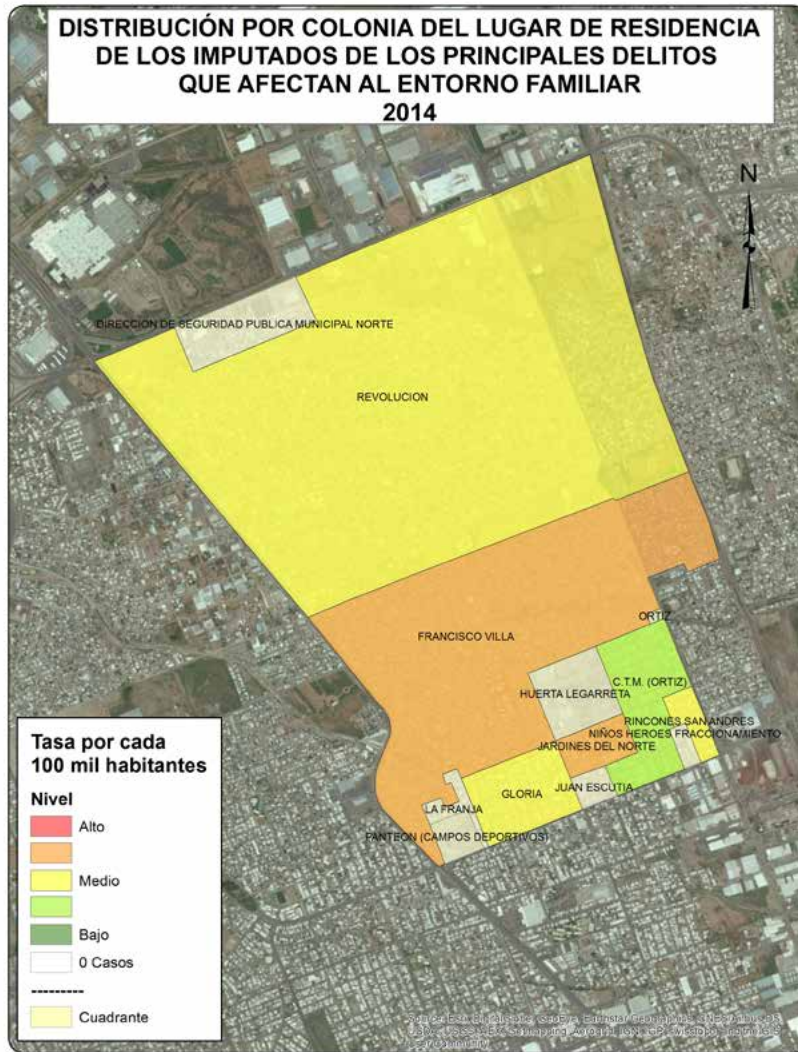 DISTRIBUCIÓN POR COLONIA DEL LUGAR DE RESIDENCIA
DE LOS IMPUTADOS DE LOS PRINCIPALES DELITOS
QUE AFECTAN AL ENTORNO FAMILIAR
2014
N
DIRECCION DE SEGURIDAD PUBLICA MUNICIPAL NORTE
REVOLUCION
ORTIZ
FRANCISCO VILLA
C.T.M. (ORTIZ)
HUERTA LEGARRETA
RINCONES SAN ANDRES
NIÑOS HEROES FRACCIONAMIENTO
JARDINES DEL NORTE
JUAN ESCUTIA
GLORIA
LA FRANJA
PANTEON (CAMPOS DEPORTIVOS)
Tasa por cada
100 mil habitantes
Nivel
Alto
Medio
Bajo
0 Casos
---------
Cuadrante